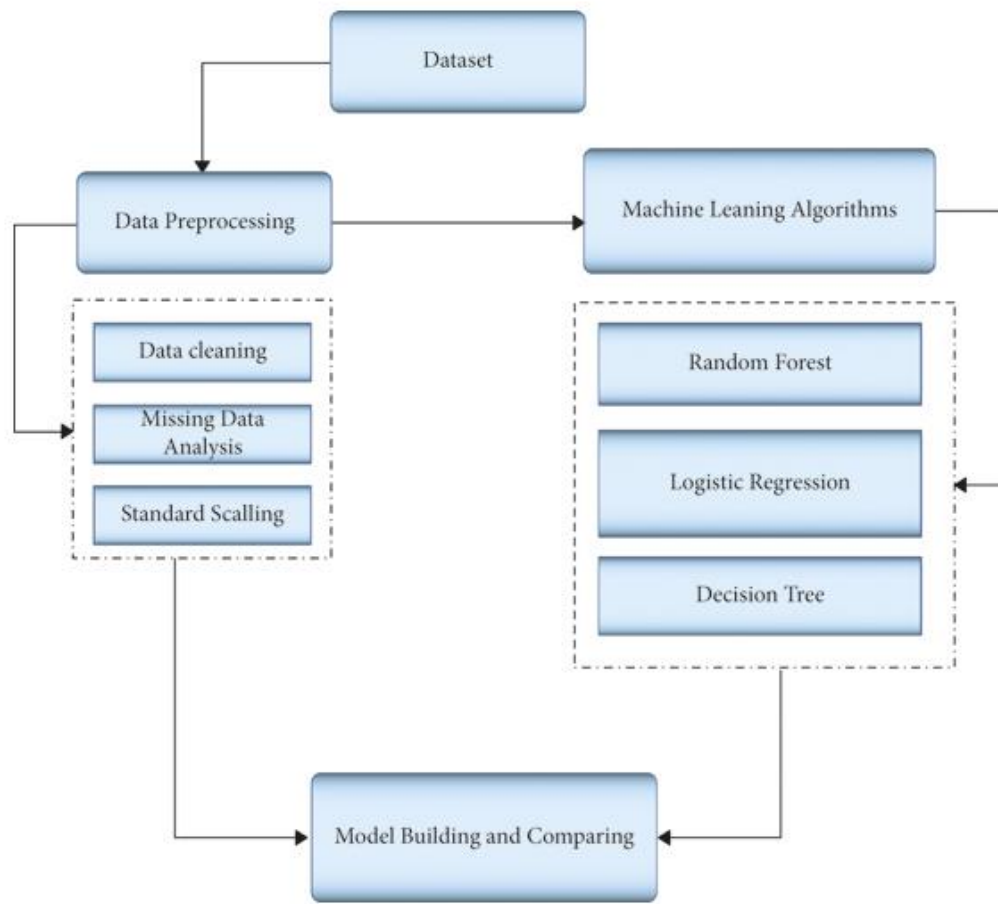 Dataset
Data Preprocessing
Machine Leaning Algorithms
Data cleaning
Missing Data
Analysis
Standard Scalling
Random Forest
Logistic Regression
Decision Tree
Model Building and Comparing